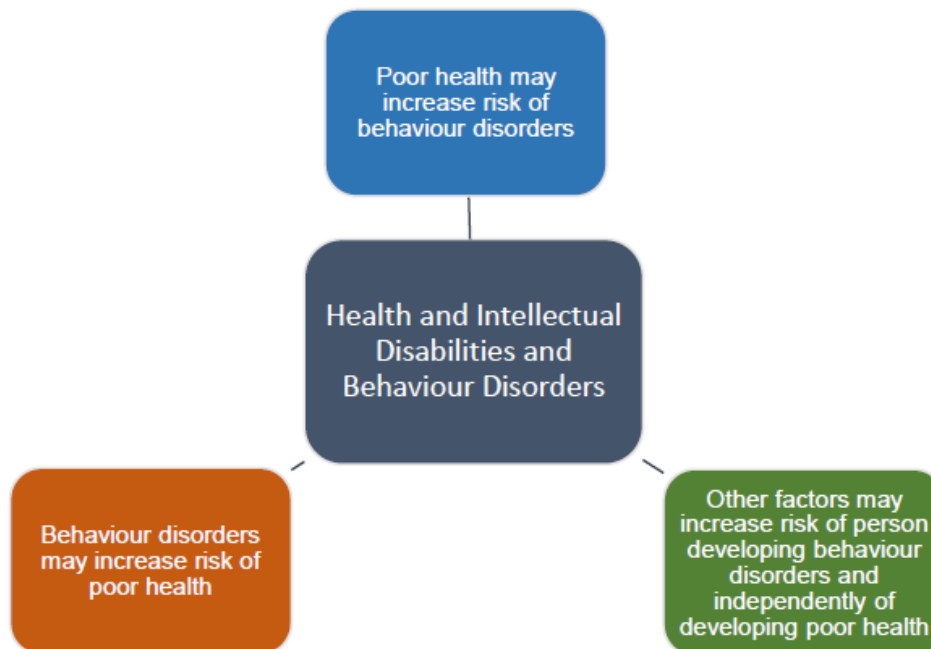 Poor health may
increase risk of
behaviour disorders
Health and Intellectual
Disabilities and
Behaviour Disorders
Behaviour disorders
may increase risk of
poor health
Other factors may
increase risk of person
developing behaviour
disorders and
independently of
developing poor health